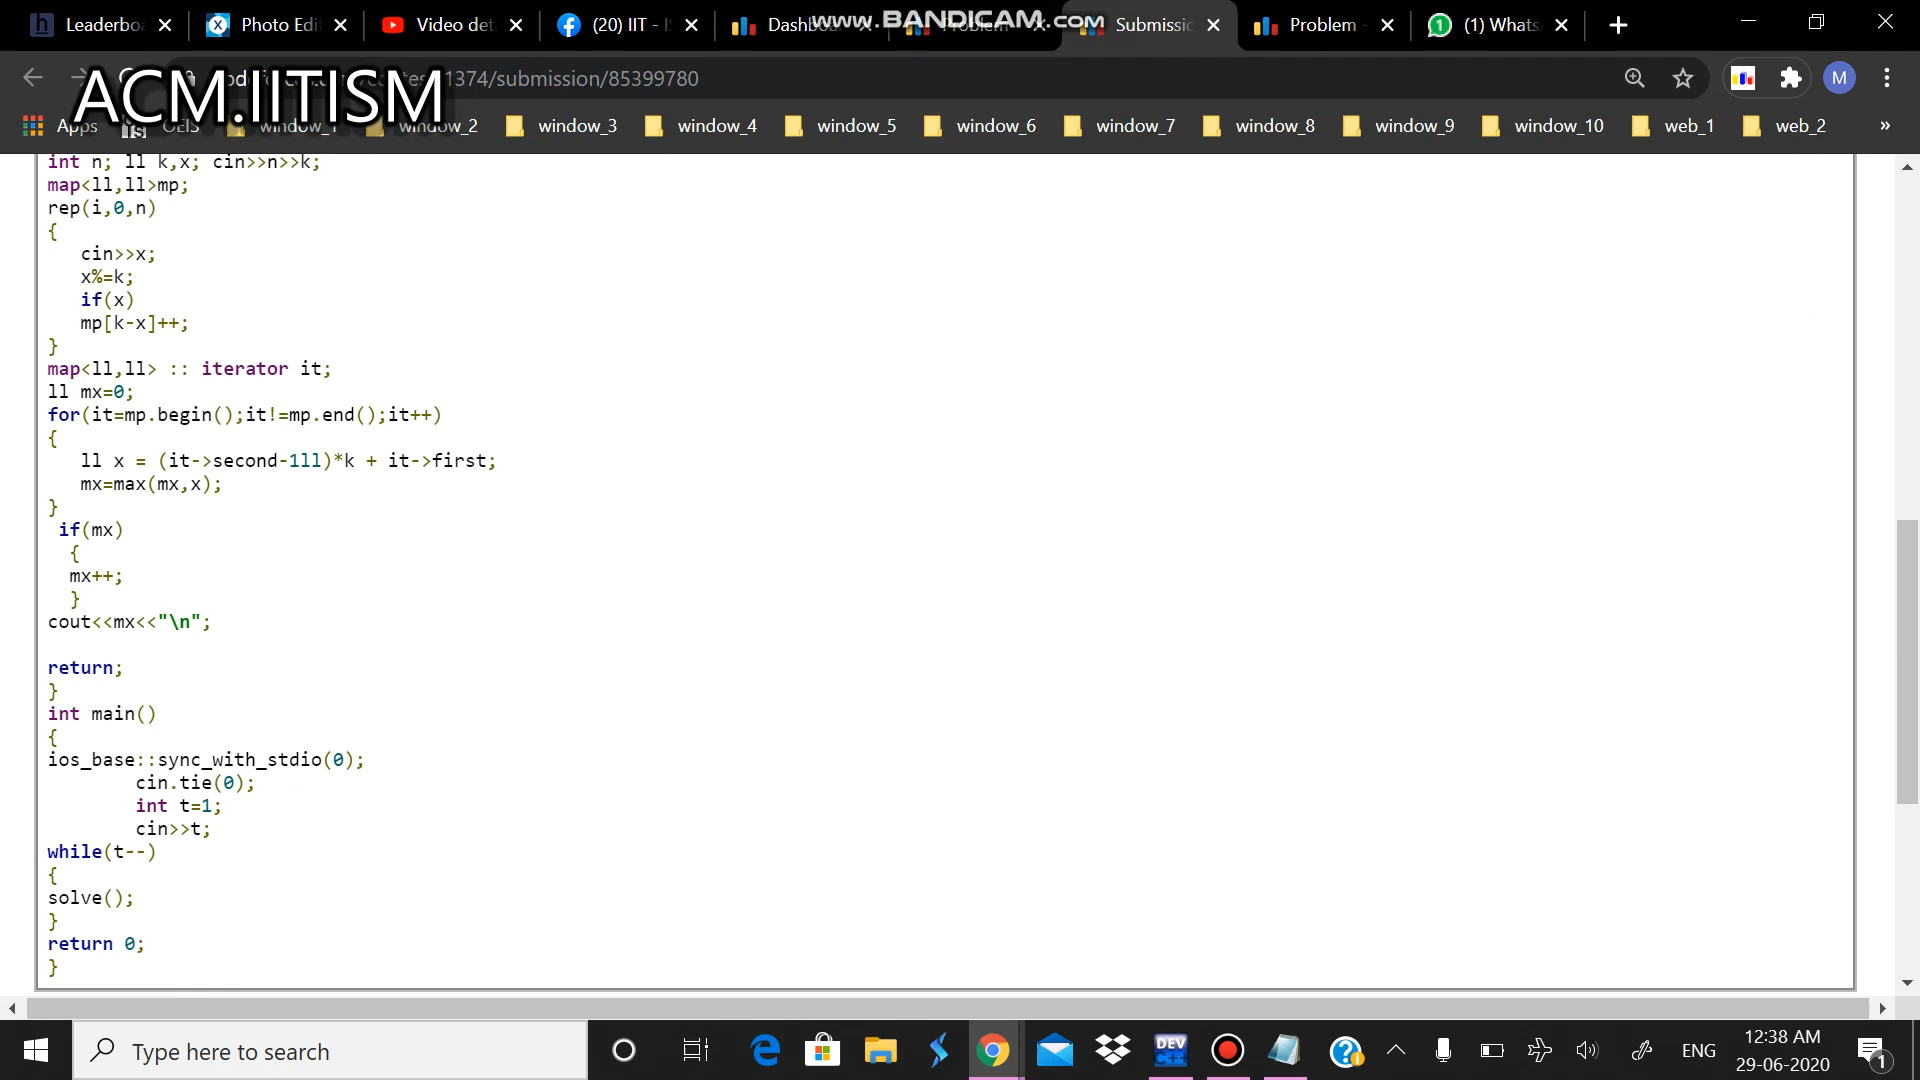 Leaderbo
Photo Edi
Video det
(20) IIT - I
Dashb
www.BANDICAM.com
Submissic
Problem -
(1) Whats
ACM.IITISM
1374/submission/85399780
M
Apps
window_2
window_3
window_4
window_5
window_6
window_7
window_8
window_9
window_10
web_1
web_2
»
int n; ll k,x; cin>>n>>k;
map<ll,ll>mp;
rep(i,0,n)
{
cin>>x;
x%=k;
if(x)
mp[k-x]++;
}
map<ll,ll> :: iterator it;
ll mx=0;
for(it=mp.begin();it!=mp.end();it++)
{
ll x = (it->second-1ll)*k + it->first;
mx=max(mx,x);
}
if(mx)
{
mx++;
}
cout<<mx<<"\n";
return;
}
int main()
{
ios_base::sync_with_stdio(0);
cin.tie(0);
int t=1;
cin>>t;
while(t--)
{
solve();
}
return 0;
}
Type here to search
DEV
C++
ENG
12:38 AM
29-06-2020
1